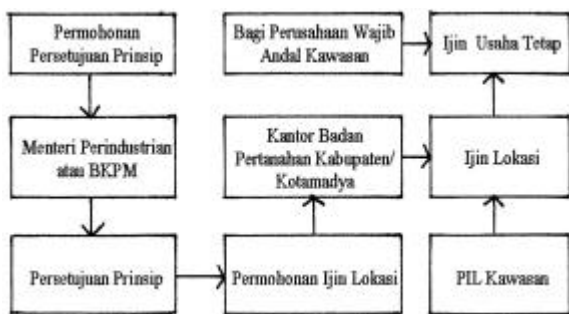 Permohonan
Persetujuan Prinsip
Bagi Perusahaan Wajib
Andal Kawasan
Ijin Usaha Tetap
Menteri Perindustrian
atau BKPM
Kantor Badan
Pertanahan Kabupaten/
Kotamadya
Ijin Lokasi
Persetujuan Prinsip
Permohonan Ijin Lokasi
PIL Kawasan